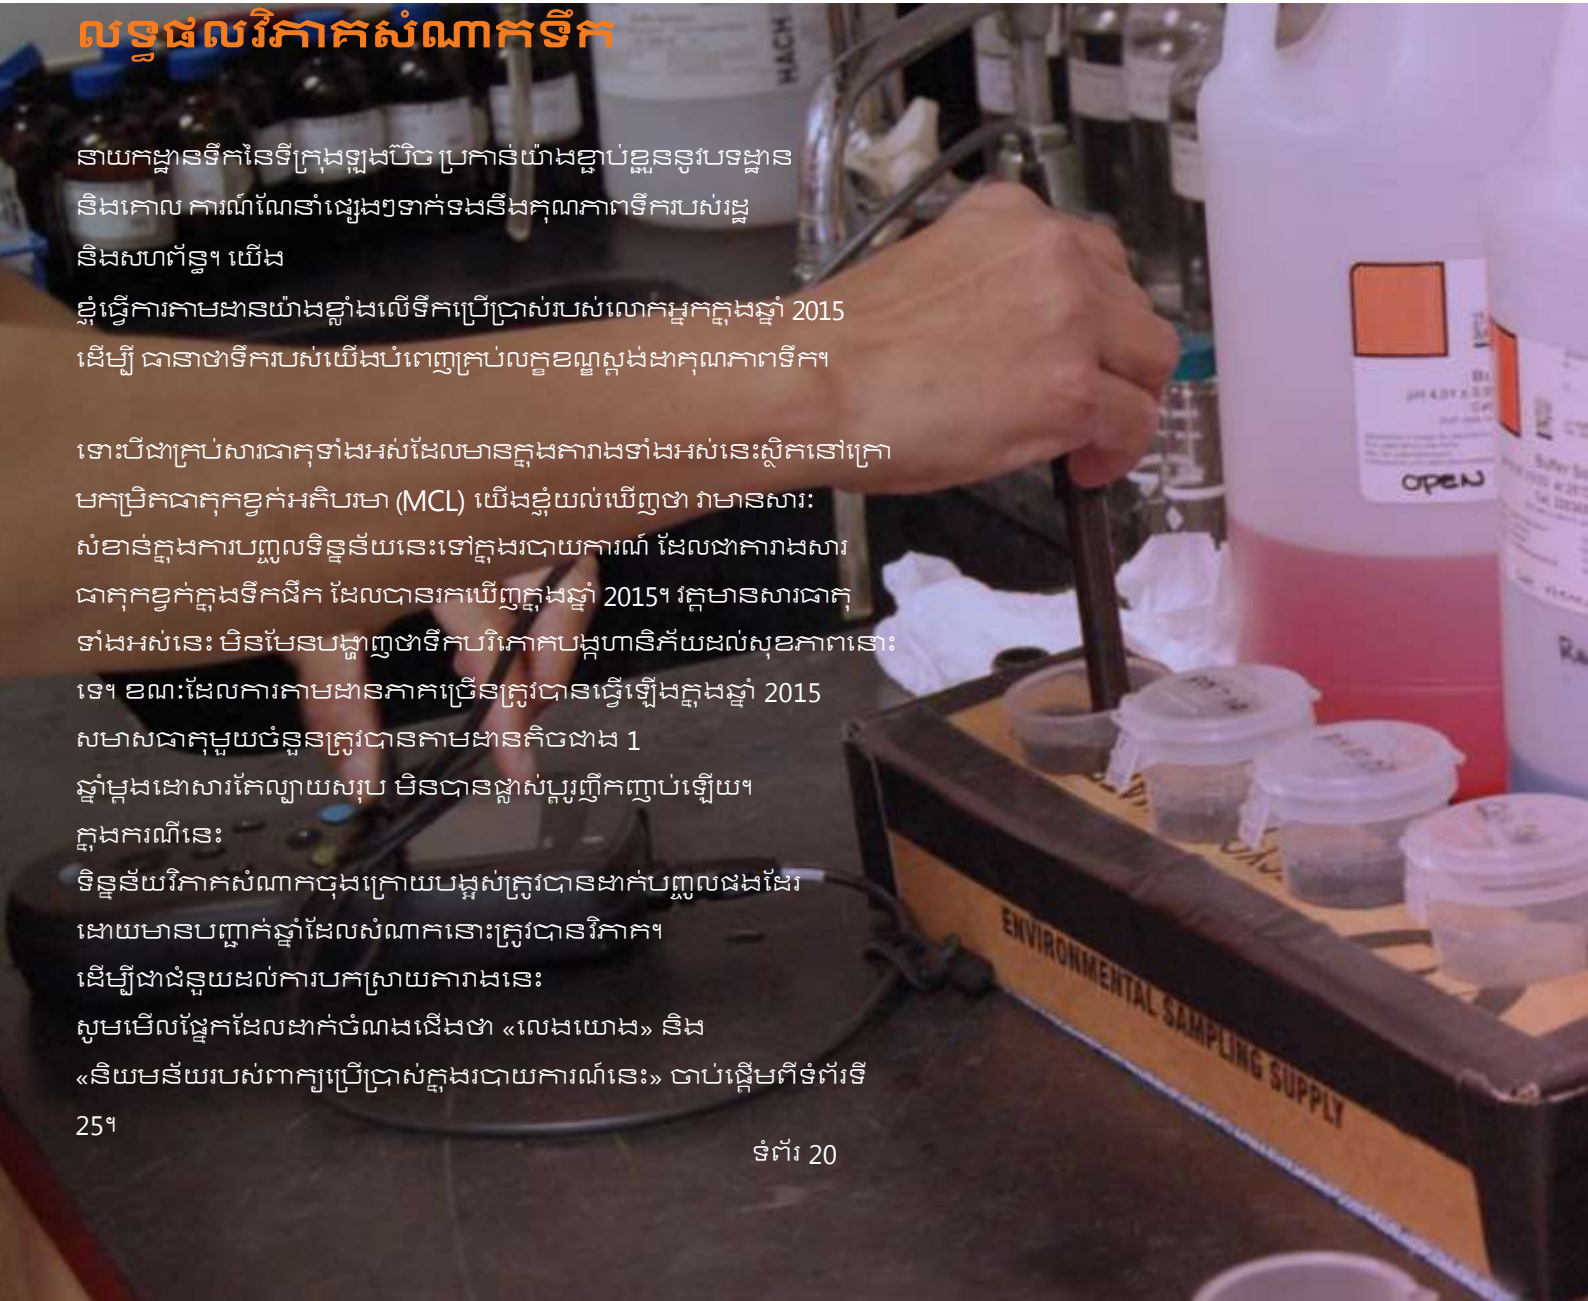 លទ្ធផលវិភាគសំណាកទឹក
HACH
នាយកដ្ឋានទឹកនៃទីក្រុងឡុងប៊ិច ប្រកាន់យ៉ាងខ្ជាប់ខ្ជួននូវបទដ្ឋាន
និងគោល ការណ៍ណែនាំផ្សេងៗទាក់ទងនឹងគុណភាពទឹករបស់រដ្ឋ
និងសហព័ន្ធ។ យើង
ខ្ញុំធ្វើការតាមដានយ៉ាងខ្លាំងលើទឹកប្រើប្រាស់របស់លោកអ្នកក្នុងឆ្នាំ 2015
ដើម្បី ធានាថាទឹករបស់យើងបំពេញគ្រប់លក្ខខណ្ឌស្តង់ដាគុណភាពទឹក។
ទោះបីជាគ្រប់សារធាតុទាំងអស់ដែលមានក្នុងតារាងទាំងអស់នេះស្ថិតនៅក្រោ
មកម្រិតធាតុកខ្វក់អតិបរមា (MCL) យើងខ្ញុំយល់ឃើញថា វាមានសារៈ
សំខាន់ក្នុងការបញ្ចូលទិន្នន័យនេះទៅក្នុងរបាយការណ៍ ដែលជាតារាងសារ
ធាតុកខ្វក់ក្នុងទឹកផឹក ដែលបានរកឃើញក្នុងឆ្នាំ 2015។ វត្តមានសារធាតុ
ទាំងអស់នេះ មិនមែនបង្ហាញថាទឹកបរិភោគបង្កហានិភ័យដល់សុខភាពនោះ
ទេ។ ខណៈដែលការតាមដានភាគច្រើនត្រូវបានធ្វើឡើងក្នុងឆ្នាំ 2015
សមាសធាតុមួយចំនួនត្រូវបានតាមដានតិចជាង 1
ឆ្នាំម្តងដោសារតែល្បាយសរុប មិនបានផ្លាស់ប្តូរញឹកញាប់ឡើយ។
ក្នុងករណីនេះ
ទិន្នន័យវិភាគសំណាកចុងក្រោយបង្អស់ត្រូវបានដាក់បញ្ចូលផងដែរ
ដោយមានបញ្ជាក់ឆ្នាំដែលសំណាកនោះត្រូវបានវិភាគ។
ដើម្បីជាជំនួយដល់ការបកស្រាយតារាងនេះ
សូមមើលផ្នែកដែលដាក់ចំណងជើងថា «លេងយោង» និង
«និយមន័យរបស់ពាក្យប្រើប្រាស់ក្នុងរបាយការណ៍នេះ» ចាប់ផ្តើមពីទំព័រទី
25។
ទំព័រ 20
OPEN
ENVIRONMENTAL SAMPLING SUPPLY